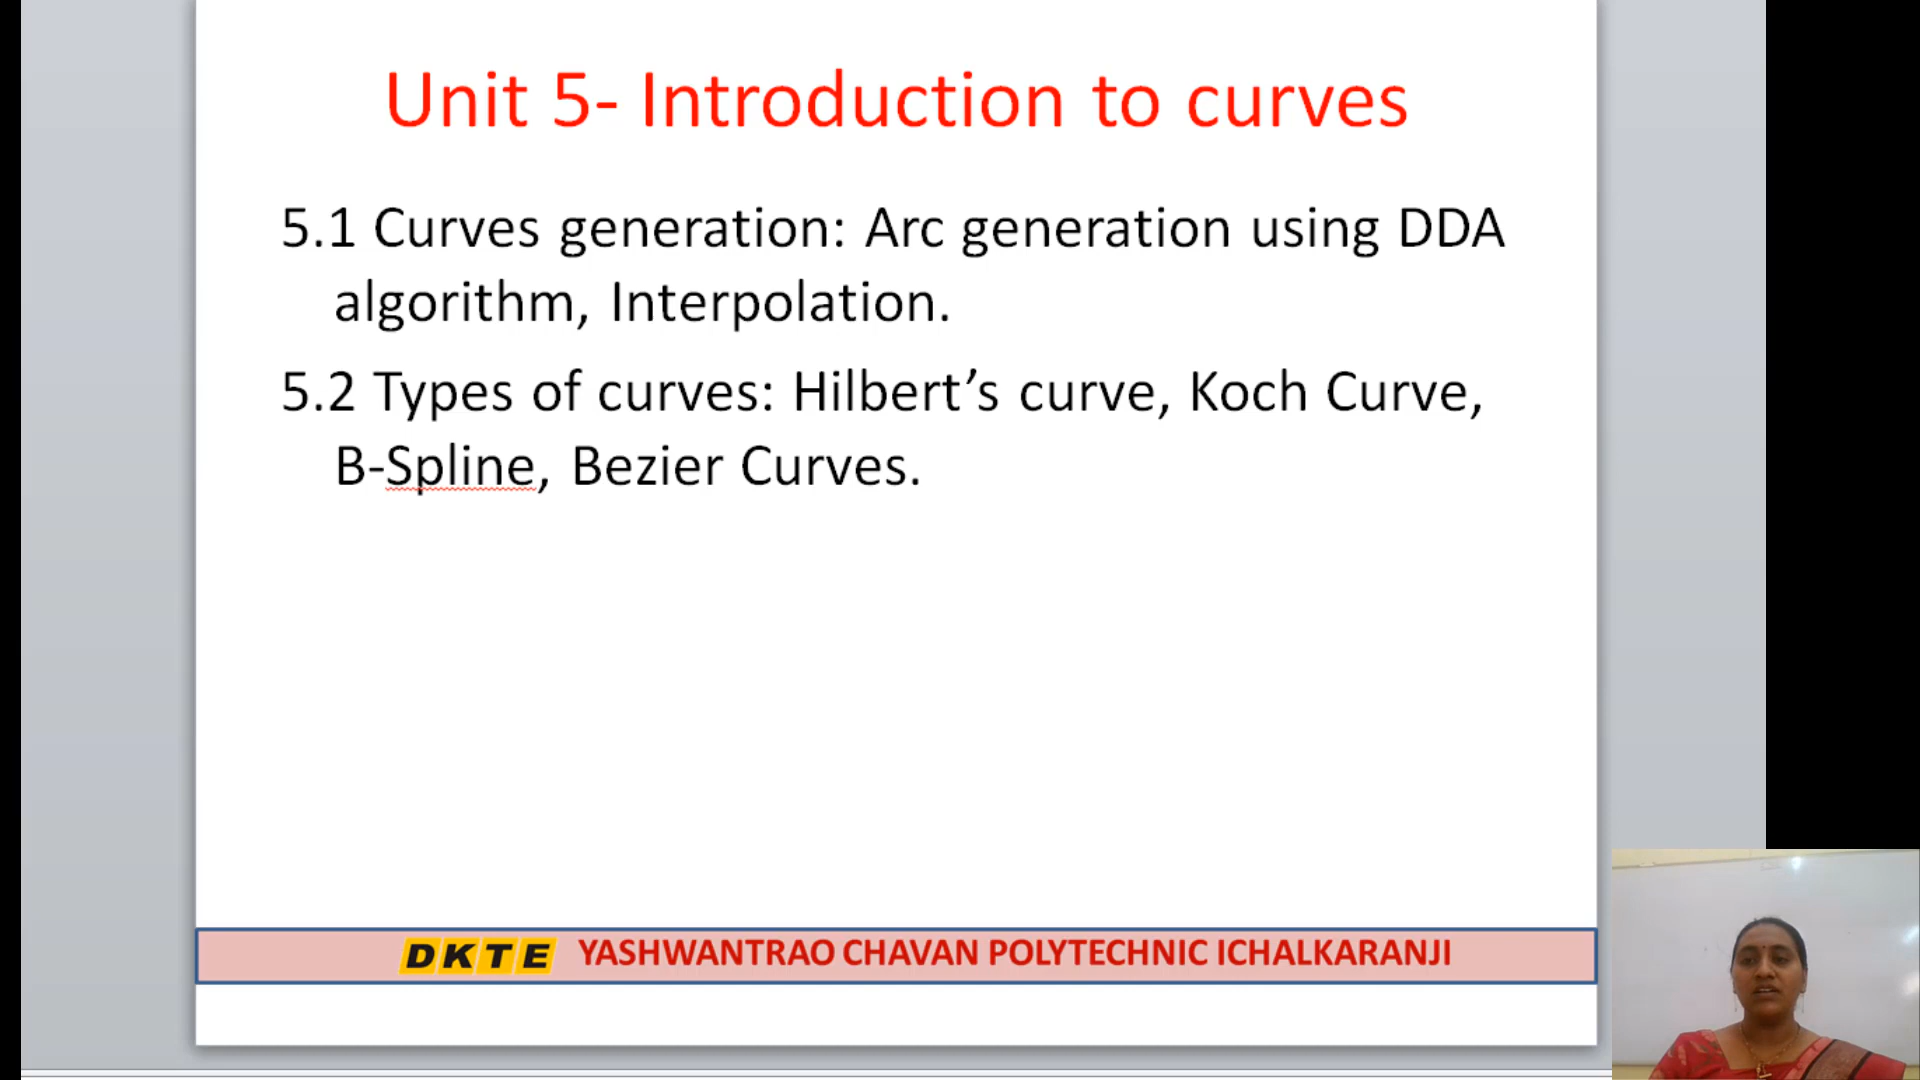 Unit 5- Introduction to curves
5.1 Curves generation: Arc generation using DDA
algorithm, Interpolation.
5.2 Types of curves: Hilbert’s curve, Koch Curve,
B-Spline, Bezier Curves.
DKTE YASHWANTRAO CHAVAN POLYTECHNIC ICHALKARANJI